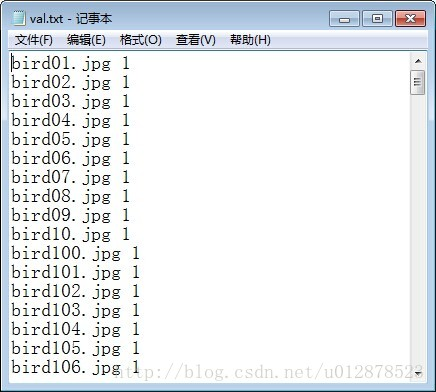 val.txt - 记事本
文件(F) 编辑(E) 格式(O) 查看(V) 帮助(H)
bird01.jpg 1
bird02.jpg 1
bird03.jpg 1
bird04.jpg 1
bird05.jpg 1
bird06.jpg 1
bird07.jpg 1
bird08.jpg 1
bird09.jpg 1
bird10.jpg 1
bird100.jpg 1
bird101.jpg 1
bird102.jpg 1
bird103.jpg 1
bird104.jpg 1
bird105.jpg 1
bird106.jpg 1
http://blog.csdn.net/u012878523